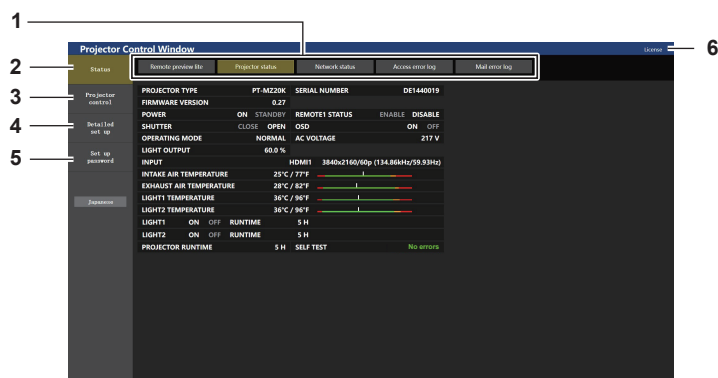 1
Projector Control Window
License
6
2
Status
Remote preview lite
Projector status
Network status
Access error log
Mail error log
3
Projector
control
4
Detailed
set up
5
Set up
password
Japanese
PROJECTOR TYPE PT-MZ20K SERIAL NUMBER DE1440019
FIRMWARE VERSION 0.27
POWER ON STANDBY REMOTE1 STATUS ENABLE DISABLE
SHUTTER CLOSE OPEN OSD ON OFF
OPERATING MODE NORMAL AC VOLTAGE 217 V
LIGHT OUTPUT 60.0 %
INPUT HDMI1 3840x2160/60p (134.86kHz/59.93Hz)
INTAKE AIR TEMPERATURE 25°C / 77°F
EXHAUST AIR TEMPERATURE 28°C / 82°F
LIGHT1 TEMPERATURE 36°C / 96°F
LIGHT2 TEMPERATURE 36°C / 96°F
LIGHT1 ON OFF RUNTIME 5 H
LIGHT2 ON OFF RUNTIME 5 H
PROJECTOR RUNTIME 5 H SELF TEST No errors